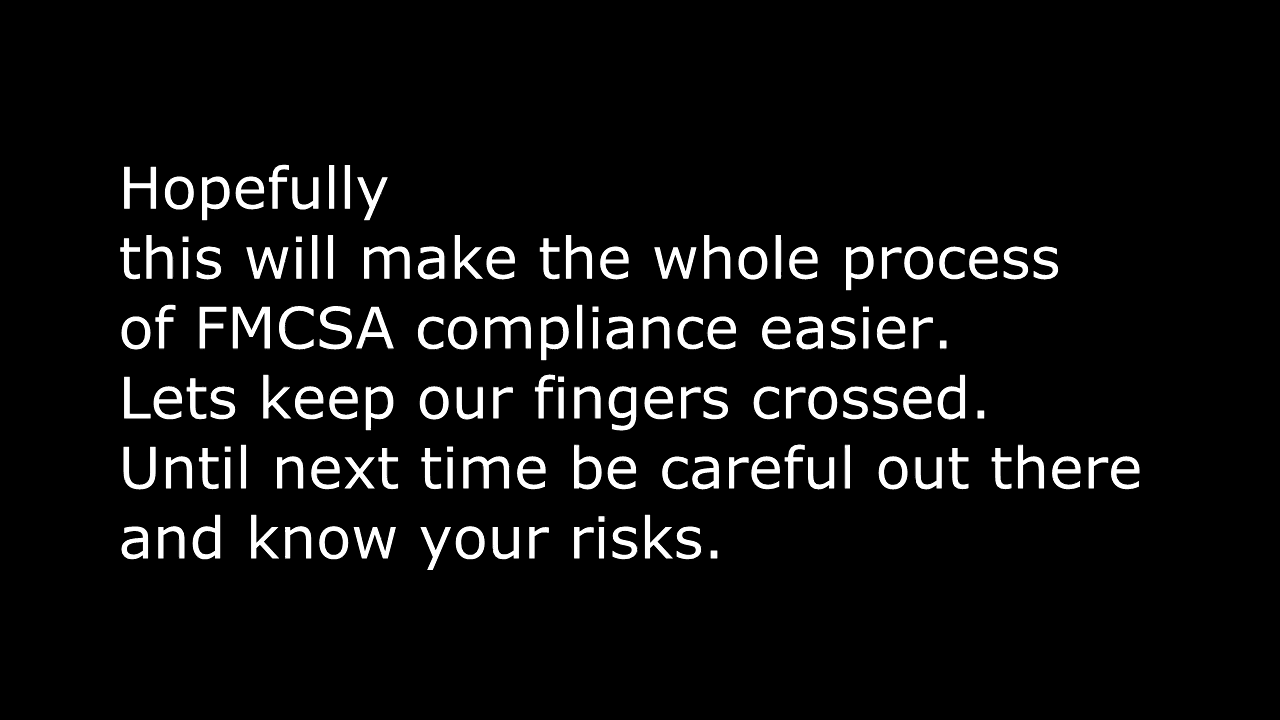 Hopefully
this will make the whole process
of FMCSA compliance easier.
Lets keep our fingers crossed.
Until next time be careful out there
and know your risks.